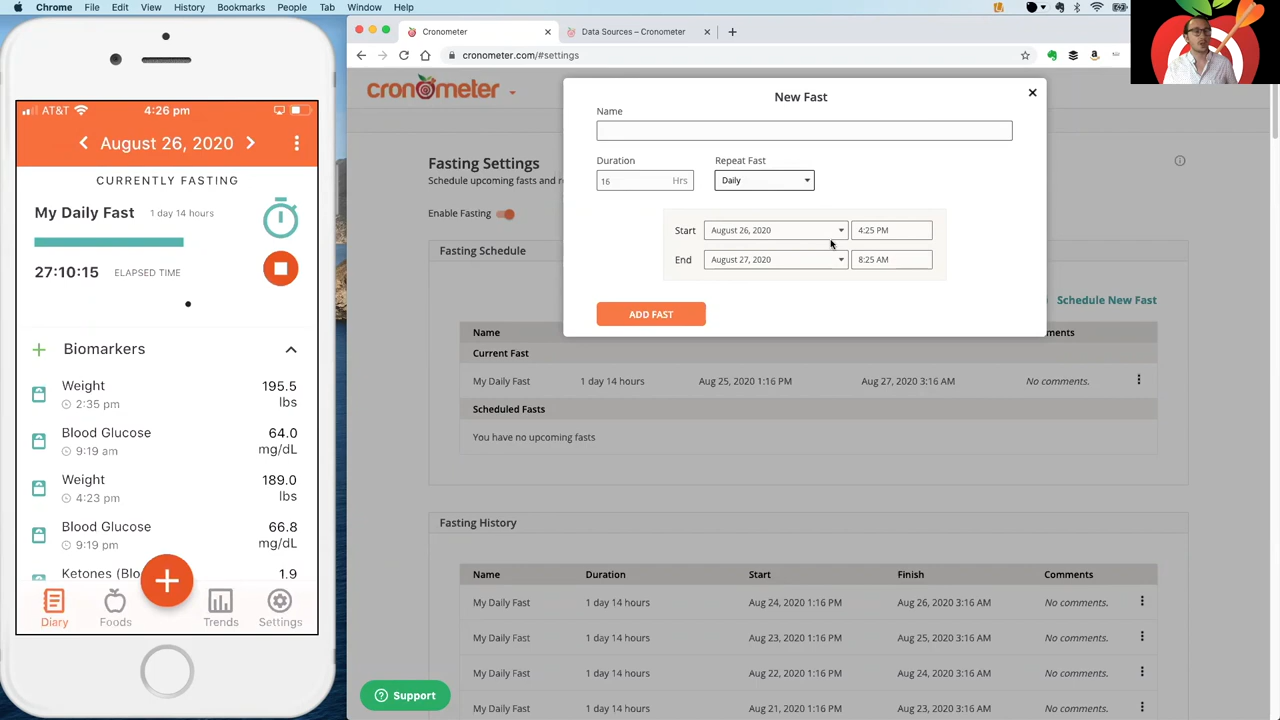 Chrome File Edit View History Bookmarks People Tab Window Help
AT&T 4:26 pm
August 26, 2020
CURRENTLY FASTING
My Daily Fast 1 day 14 hours
27:10:15 ELAPSED TIME
Biomarkers
Weight 195.5
2:35 pm lbs
Blood Glucose 64.0
9:19 am mg/dL
Weight 189.0
4:23 pm lbs
Blood Glucose 66.8
9:19 pm mg/dL
Ketones (Blo 1.9
Diary Foods Trends Settings
Cronometer Data Sources – Cronometer
cronometer.com/#settings
cronometer
Fasting Settings
Schedule upcoming fasts and re
Enable Fasting
Fasting Schedule
Schedule New Fast
Name ments
Current Fast
My Daily Fast 1 day 14 hours Aug 25, 2020 1:16 PM Aug 27, 2020 3:16 AM No comments.
Scheduled Fasts
You have no upcoming fasts
New Fast
Name
Duration Repeat Fast
16 Hrs Daily
Start August 26, 2020 4:25 PM
End August 27, 2020 8:25 AM
ADD FAST
Fasting History
Name Duration Start Finish Comments
My Daily Fast 1 day 14 hours Aug 24, 2020 1:16 PM Aug 26, 2020 3:16 AM No comments.
My Daily Fast 1 day 14 hours Aug 23, 2020 1:16 PM Aug 25, 2020 3:16 AM No comments.
My Daily Fast 1 day 14 hours Aug 22, 2020 1:16 PM Aug 24, 2020 3:16 AM No comments.
My Daily Fast 1 day 14 hours Aug 21, 2020 1:16 PM Aug 23, 2020 3:16 AM No comments.
Support